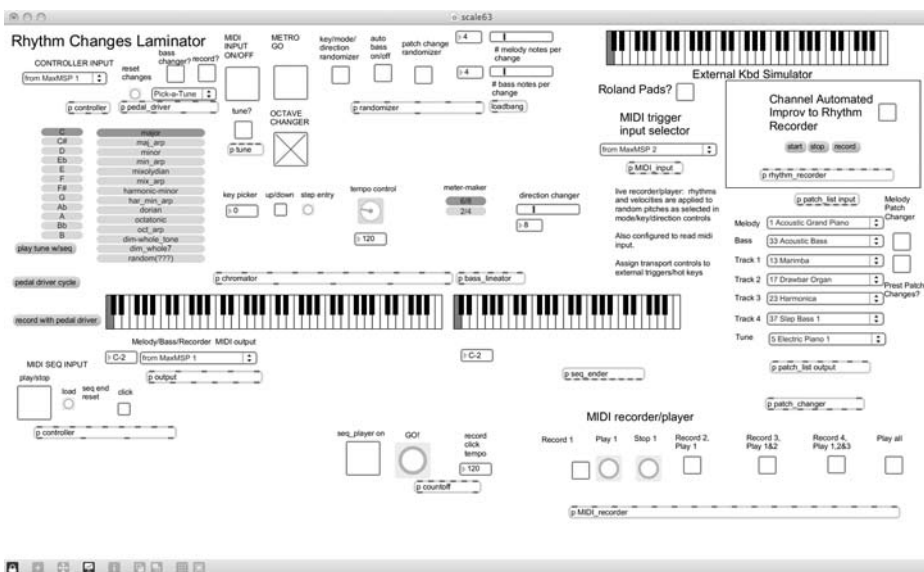 scale63
Rhythm Changes Laminator
CONTROLLER INPUT
from MaxMSP 1
p controller
reset
changes
bass
changer?
record?
Pick-a-Tune
p pedal_driver
MIDI
INPUT
ON/OFF
METRO
GO
key/mode/
direction
randomizer
auto
bass
on/off
patch change
randomizer
4
# melody notes per
change
4
# bass notes per
change
p randomizer
loadbang
tune?
p tune
OCTAVE
CHANGER
C
C#
D
Eb
E
F
F#
G
Ab
A
Bb
B
major
maj_arp
minor
min_arp
mixolydian
mix_arp
harmonic-minor
har_min_arp
dorian
octatonic
oct_arp
dim-whole_tone
dim_whole7
random(???)
play tune w/seq
pedal driver cycle
record with pedal driver
key picker
0
up/down
step entry
tempo control
120
meter-maker
6/8
2/4
direction changer
8
p chromator
p bass_lineator
C-2
C-2
Melody/Bass/Recorder MIDI output
from MaxMSP 1
p output
MIDI SEQ INPUT
play/stop
load
seq end
reset
click
p controller
p seq_ender
seq_player on
GO!
record
click
tempo
120
p countoff
External Kbd Simulator
Roland Pads?
MIDI trigger
input selector
from MaxMSP 2
p MIDI_input
live recorder/player: rhythms
and velocities are applied to
random pitches as selected in
mode/key/direction controls
Also configured to read midi
input.
Assign transport controls to
external triggers/hot keys
Channel Automated
Improv to Rhythm
Recorder
start
stop
record
p rhythm_recorder
p patch_list input
Melody
Patch
Changer
Melody
1 Acoustic Grand Piano
Bass
33 Acoustic Bass
Track 1
13 Marimba
Track 2
17 Drawbar Organ
Track 3
23 Harmonica
Track 4
37 Slap Bass 1
Tune
5 Electric Piano 1
Prest Patch
Changes?
p patch_list output
p patch_changer
MIDI recorder/player
Record 1
Play 1
Stop 1
Record 2,
Play 1
Record 3,
Play 1&2
Record 4,
Play 1,2&3
Play all
p MIDI_recorder